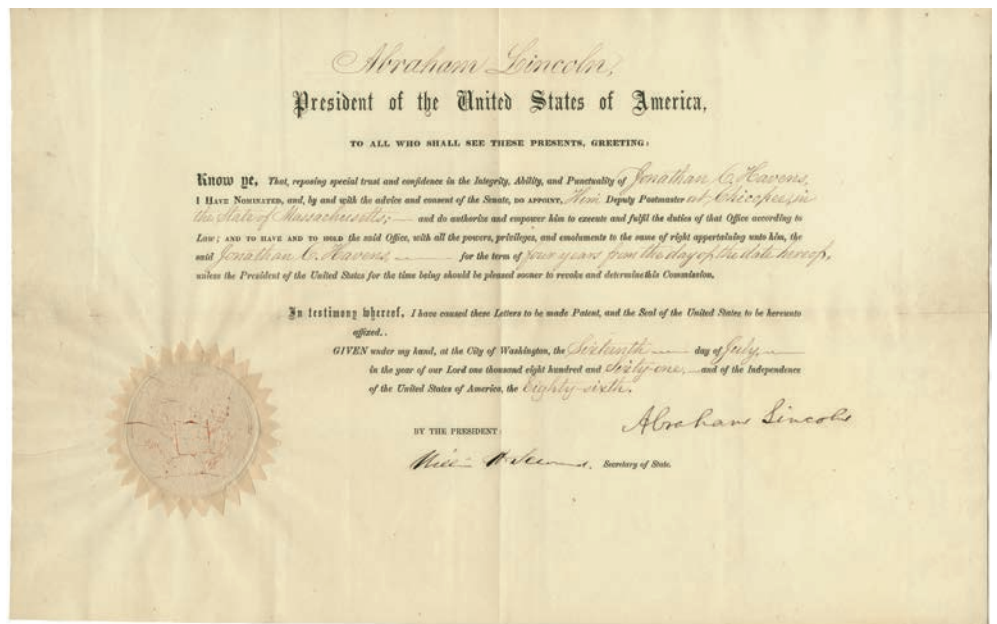 Abraham Lincoln,
President of the United States of America,
TO ALL WHO SHALL SEE THESE PRESENTS, GREETING:
Know ye, That, reposing special trust and confidence in the Integrity, Ability, and Punctuality of Jonathan C. Havens,
I HAVE NOMINATED, and, by and with the advice and consent of the Senate, DO APPOINT, Him Deputy Postmaster at Chicopee, in
the State of Massachusetts; and do authorize and empower him to execute and fulfil the duties of that Office according to
Law; AND TO HAVE AND TO HOLD the said Office, with all the powers, privileges, and emoluments to the same of right appertaining unto him, the
said Jonathan C. Havens, for the term of four years from the day of the date hereof,
unless the President of the United States for the time being should be pleased sooner to revoke and determine this Commission.
In testimony whereof, I have caused these Letters to be made Patent, and the Seal of the United States to be hereunto
affixed..
GIVEN under my hand, at the City of Washington, the Sixteenth day of July,
in the year of our Lord one thousand eight hundred and Sixty-one, and of the Independence
of the United States of America, the Eighty-sixth.
Abraham Lincoln
BY THE PRESIDENT:
William H. Seward, Secretary of State.